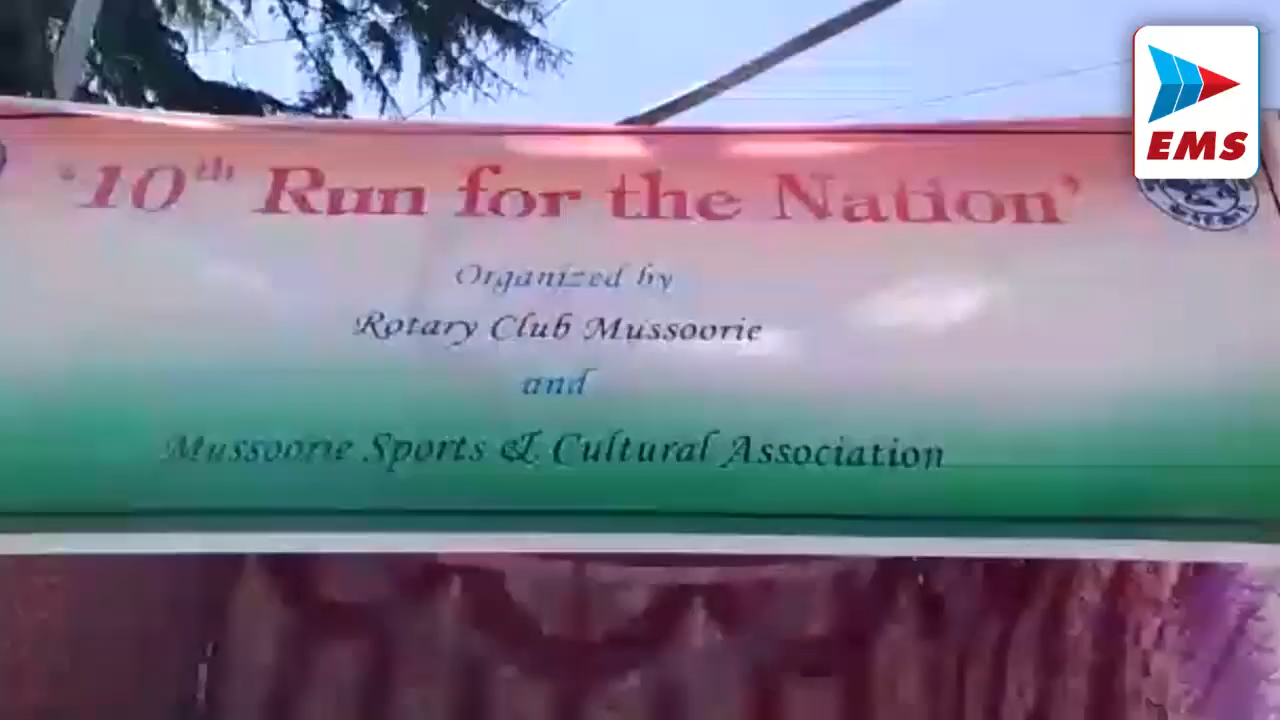 EMS
'10th Run for the Nation'
Organized by
Rotary Club Mussoorie
and
Mussoorie Sports & Cultural Association